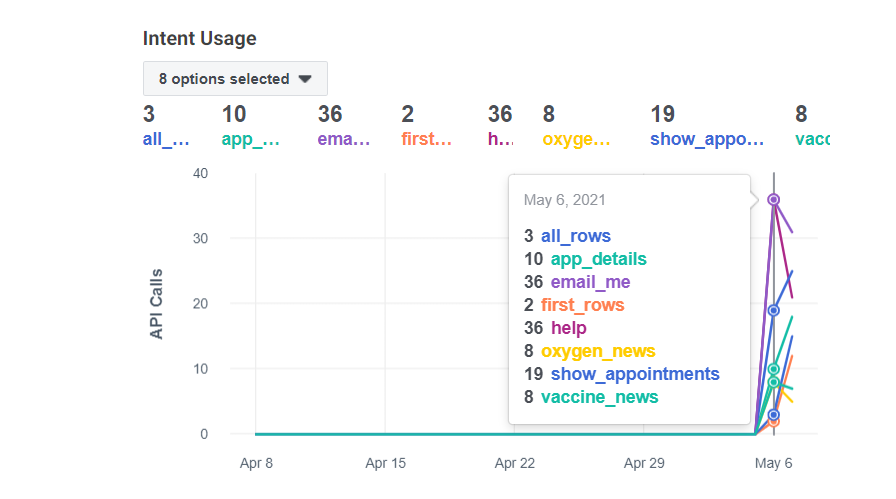 Intent Usage
8 options selected
3 10 36 2 36 8 19 8
all_... app_... ema... first... h... oxyge... show_appo... vacc
40
30
20
10
0
API Calls
May 6, 2021
3 all_rows
10 app_details
36 email_me
2 first_rows
36 help
8 oxygen_news
19 show_appointments
8 vaccine_news
Apr 8 Apr 15 Apr 22 Apr 29 May 6